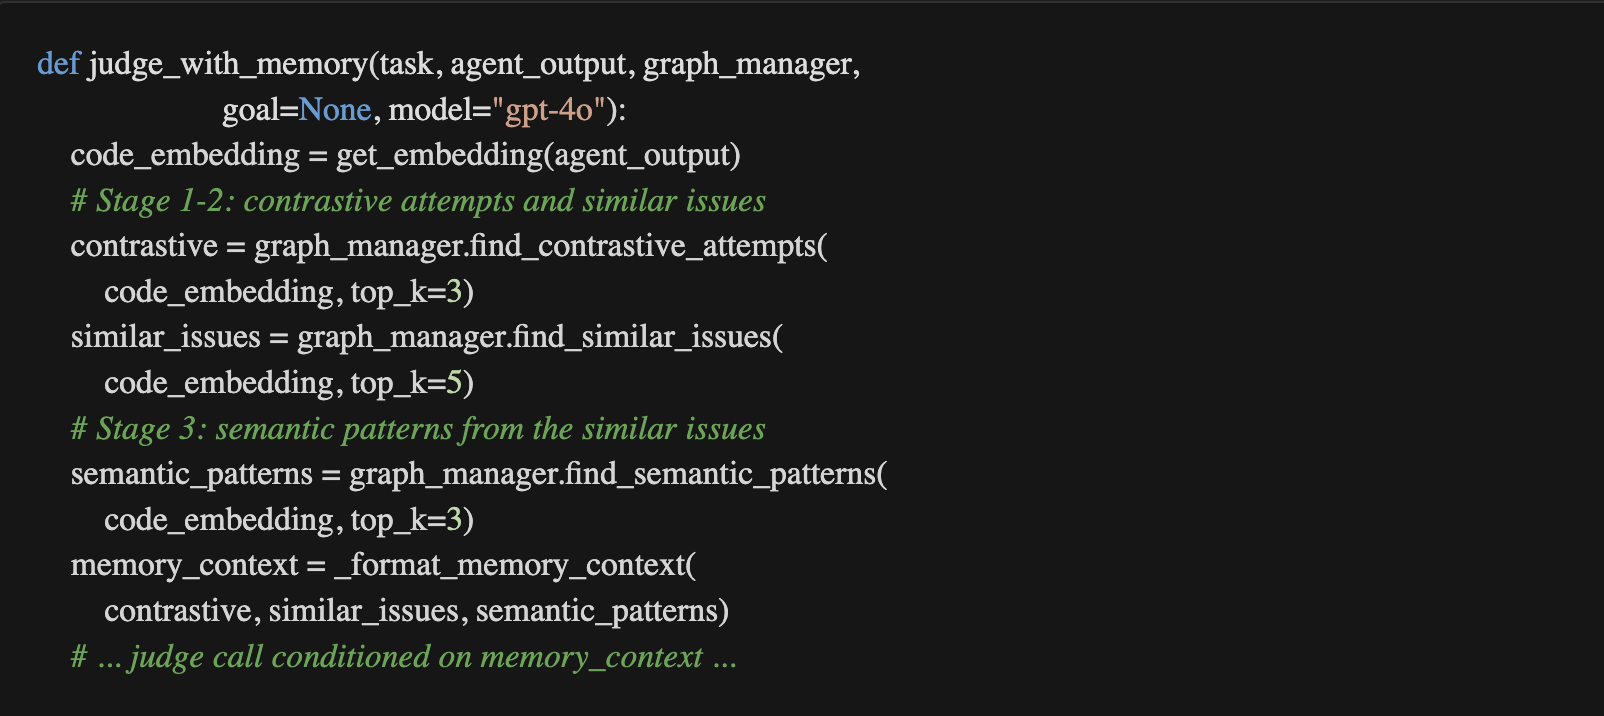 def judge_with_memory(task, agent_output, graph_manager,
goal=None, model="gpt-4o"):
code_embedding = get_embedding(agent_output)
# Stage 1-2: contrastive attempts and similar issues
contrastive = graph_manager.find_contrastive_attempts(
code_embedding, top_k=3)
similar_issues = graph_manager.find_similar_issues(
code_embedding, top_k=5)
# Stage 3: semantic patterns from the similar issues
semantic_patterns = graph_manager.find_semantic_patterns(
code_embedding, top_k=3)
memory_context = _format_memory_context(
contrastive, similar_issues, semantic_patterns)
# ... judge call conditioned on memory_context ...